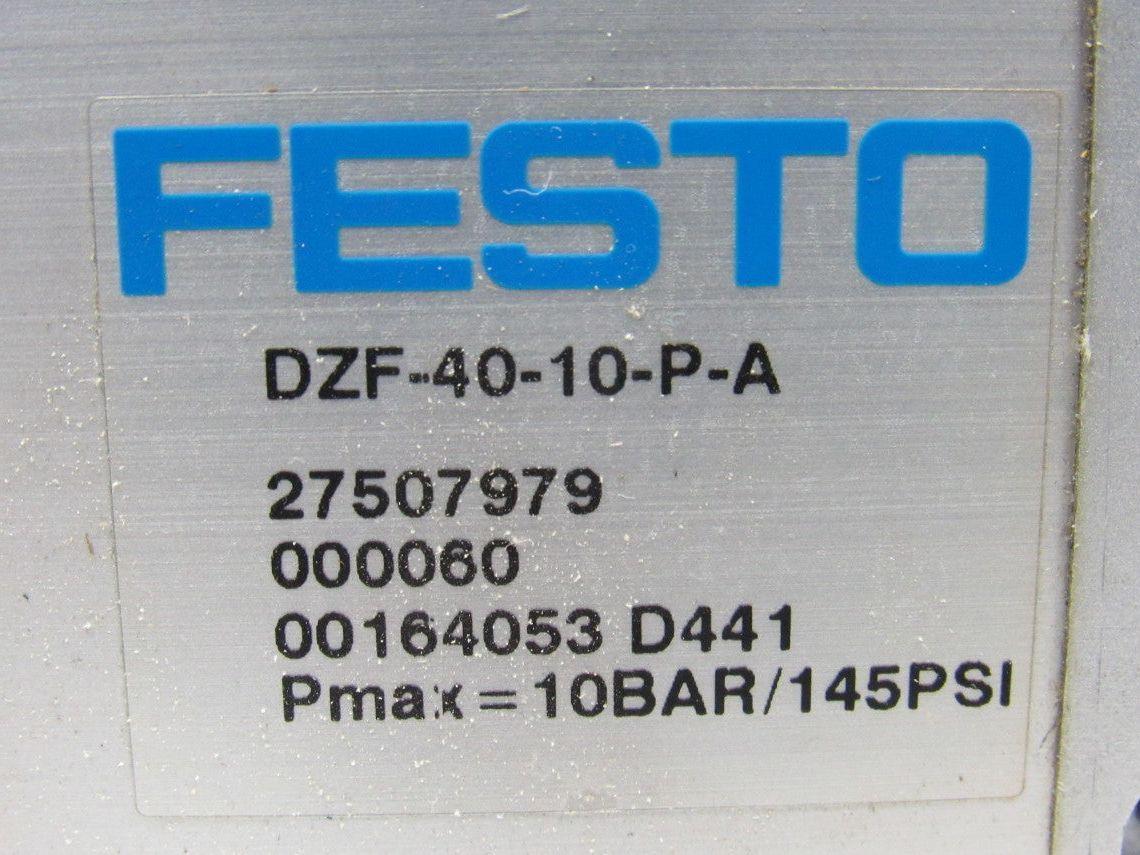 FESTO
DZF-40-10-P-A
27507979
000060
00164053 D441
Pmax=10BAR/145PSI